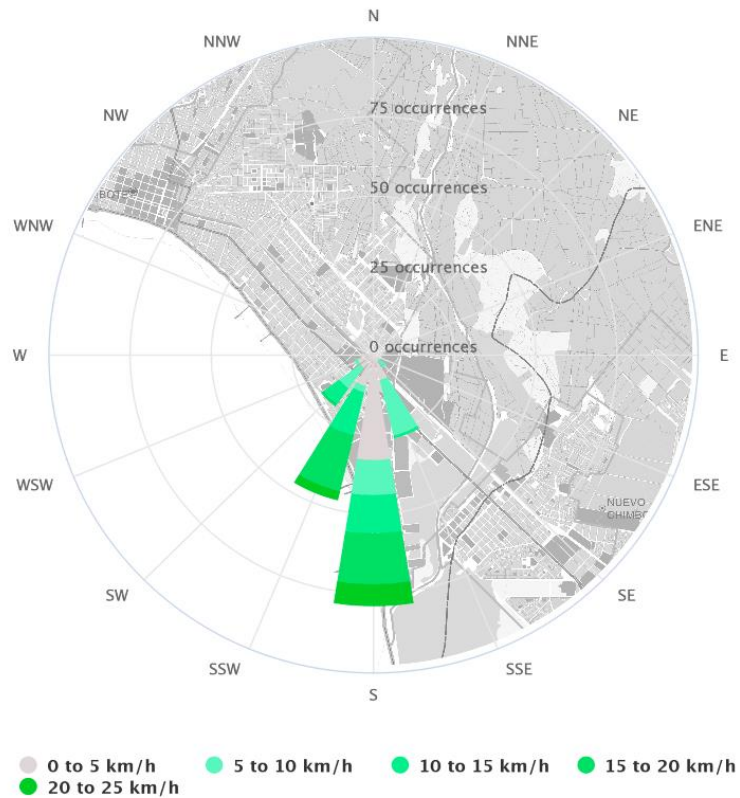 N
NNW
NNE
NW
NE
75 occurrences
BOTE
50 occurrences
WNW
ENE
25 occurrences
0 occurrences
W
E
WSW
ESE
NUEVO
CHIMBO
SW
SE
SSW
SSE
S
0 to 5 km/h
5 to 10 km/h
10 to 15 km/h
15 to 20 km/h
20 to 25 km/h